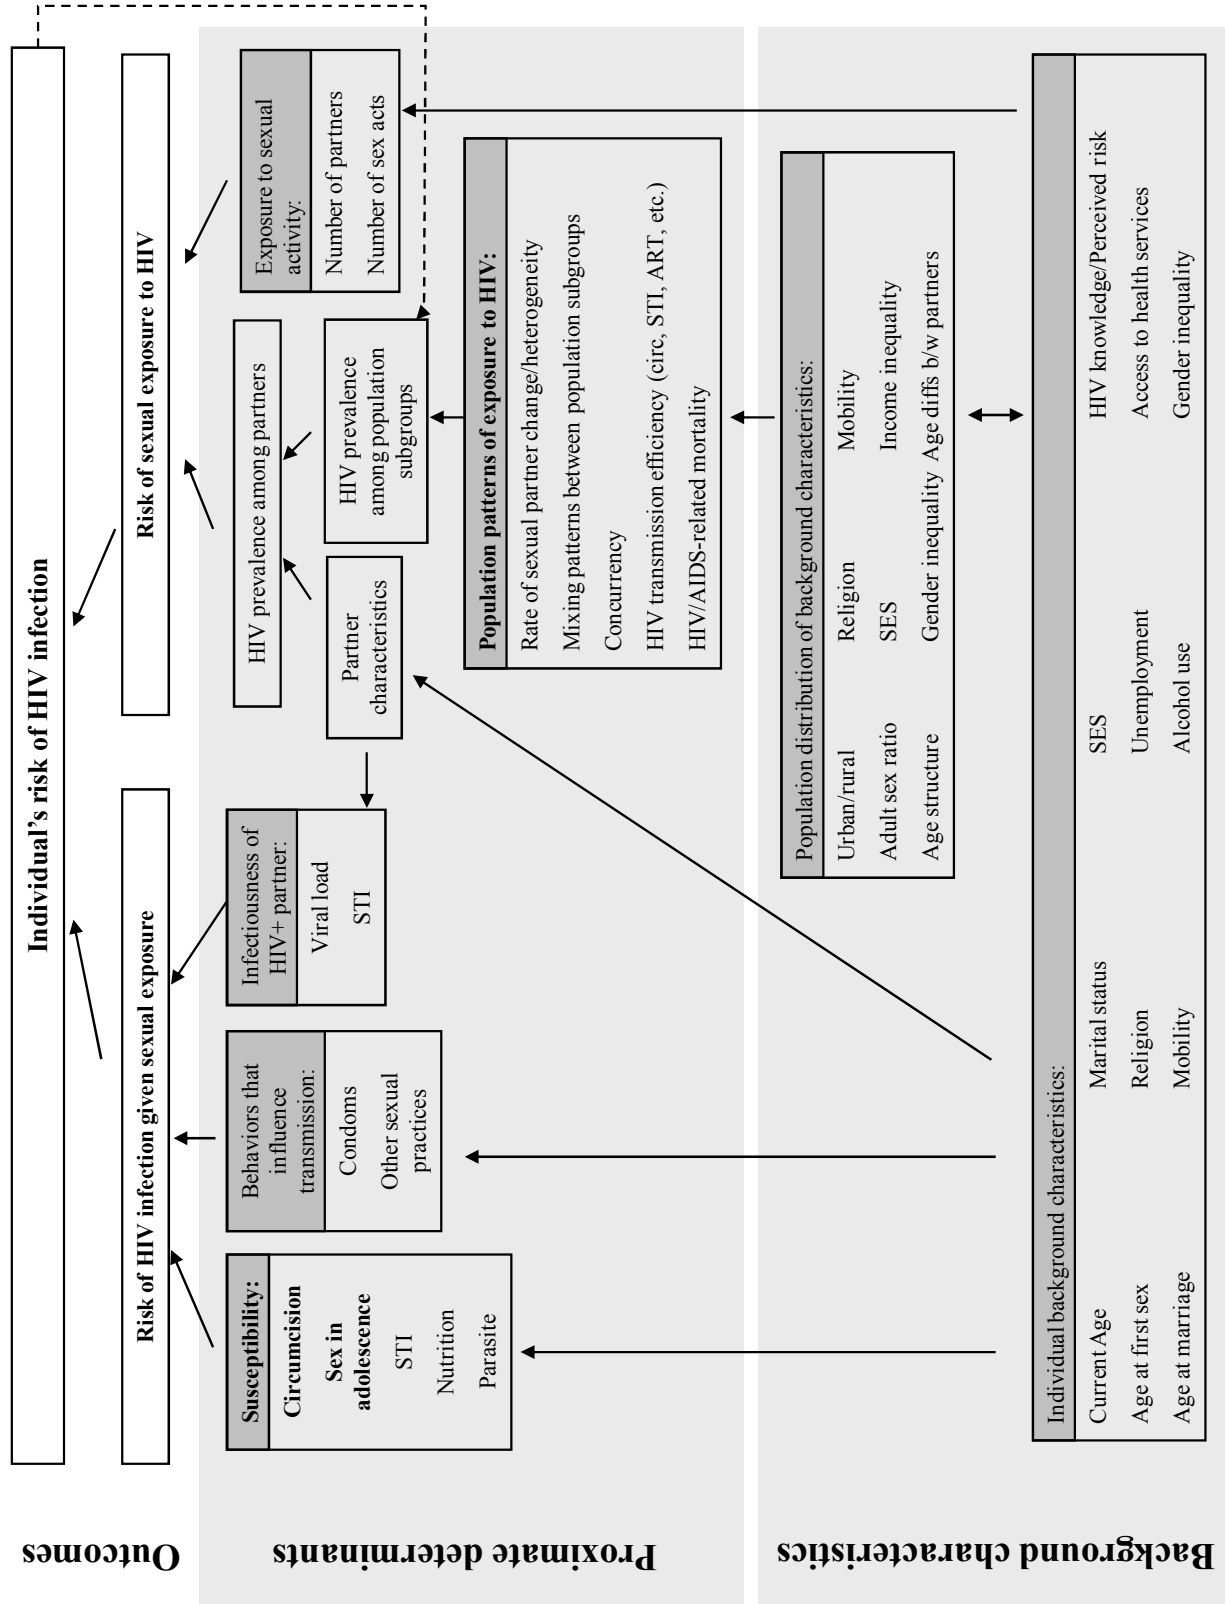 Outcomes
Individual's risk of HIV infection
Risk of HIV infection given sexual exposure
Risk of sexual exposure to HIV
Proximate determinants
Susceptibility:
Circumcision
Sex in
adolescence
STI
Nutrition
Parasite
Behaviors that
influence
transmission:
Condoms
Other sexual
practices
Infectiousness of
HIV+ partner:
Viral load
STI
HIV prevalence among partners
Partner
characteristics
HIV prevalence
among population
subgroups
Exposure to sexual
activity:
Number of partners
Number of sex acts
Population patterns of exposure to HIV:
Rate of sexual partner change/heterogeneity
Mixing patterns between population subgroups
Concurrency
HIV transmission efficiency (circ, STI, ART, etc.)
HIV/AIDS-related mortality
Background characteristics
Population distribution of background characteristics:
Urban/rural Religion Mobility
Adult sex ratio SES Income inequality
Age structure Gender inequality Age diffs b/w partners
Individual background characteristics:
Current Age Marital status SES HIV knowledge/Perceived risk
Age at first sex Religion Unemployment Access to health services
Age at marriage Mobility Alcohol use Gender inequality